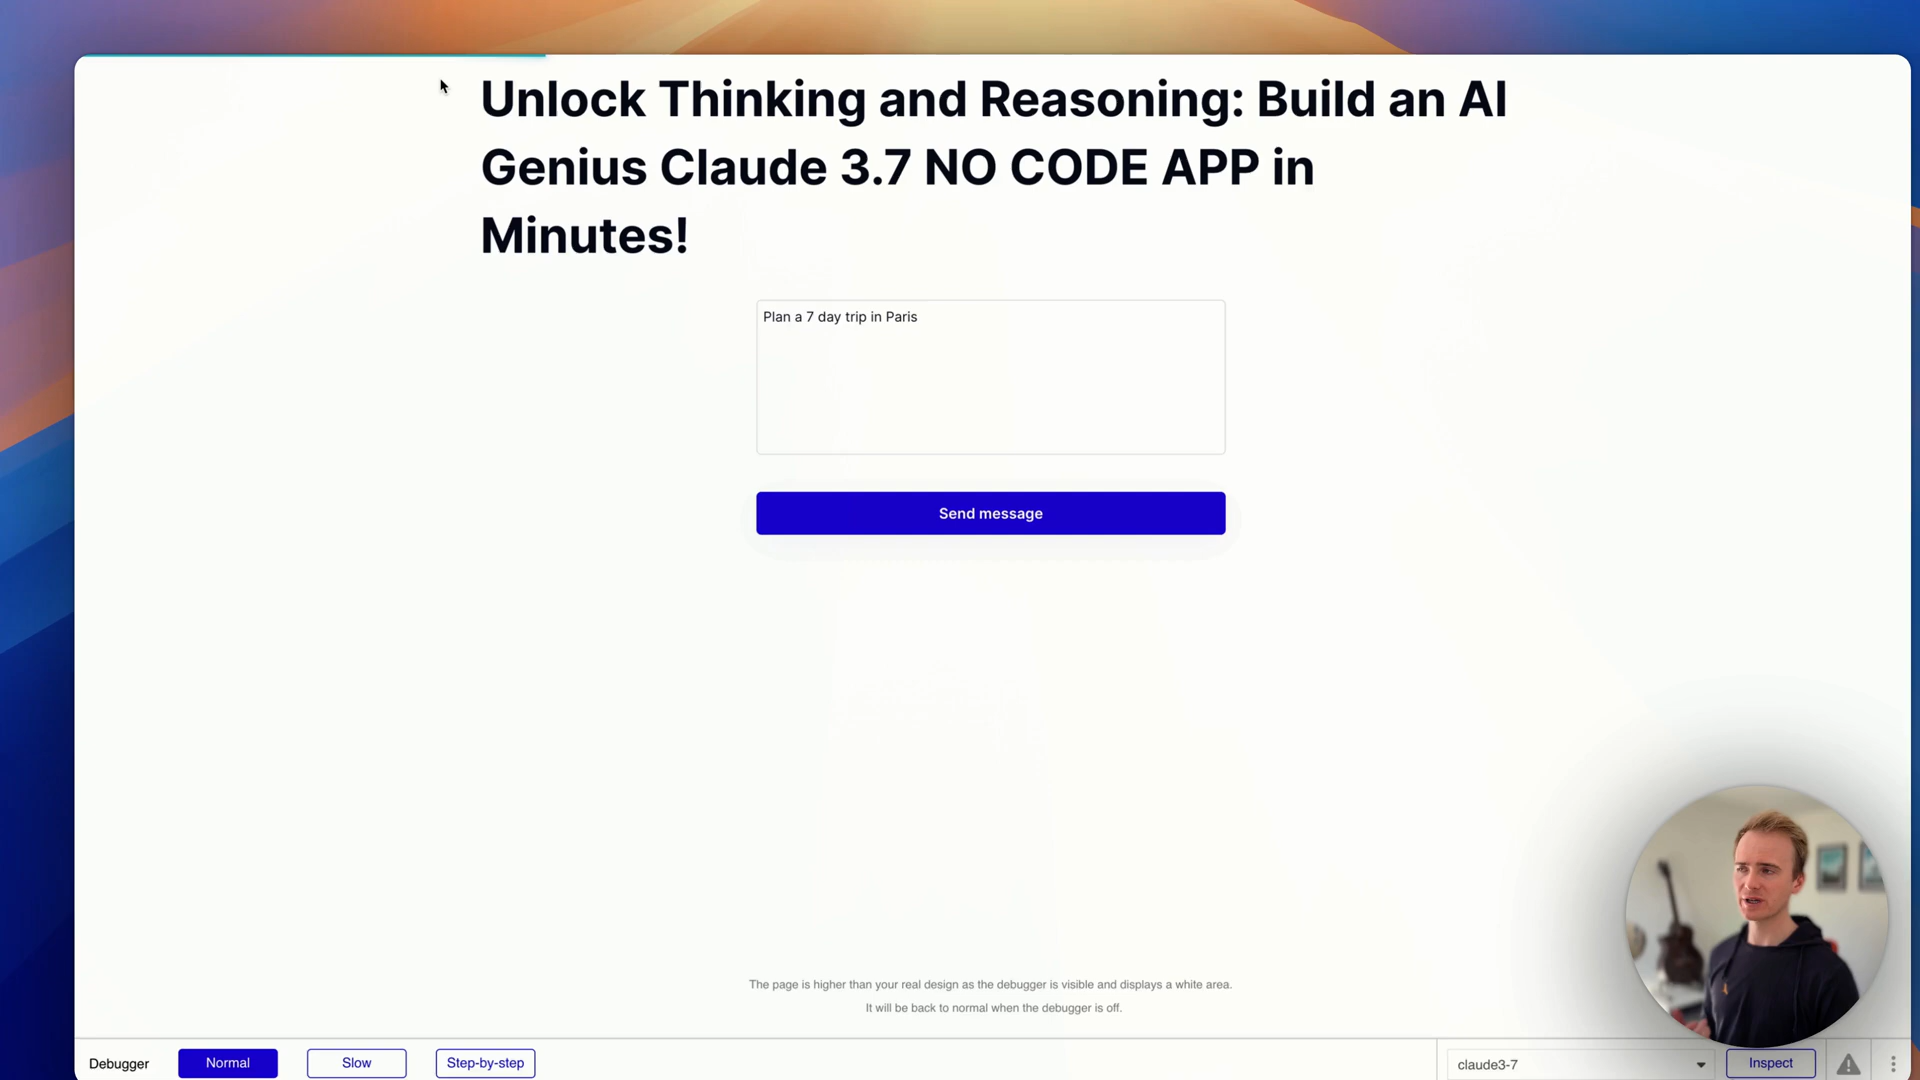 Unlock Thinking and Reasoning: Build an AI
Genius Claude 3.7 NO CODE APP in
Minutes!
Plan a 7 day trip in Paris
Send message
The page is higher than your real design as the debugger is visible and displays a white area.
It will be back to normal when the debugger is off.
Debugger
Normal
Slow
Step-by-step
claude3-7
Inspect